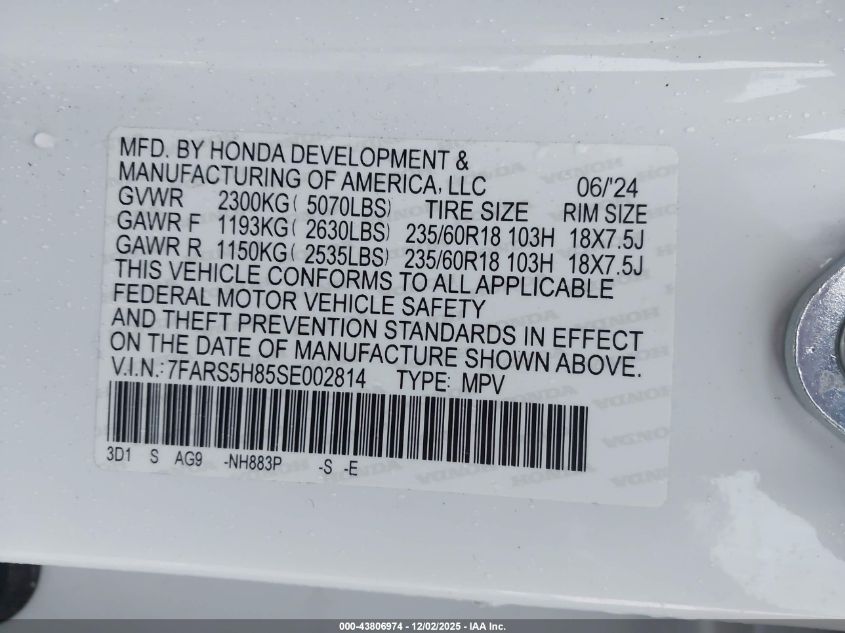 MFD. BY HONDA DEVELOPMENT &
MANUFACTURING OF AMERICA, LLC 06/'24
GVWR 2300KG( 5070LBS) TIRE SIZE RIM SIZE
GAWR F 1193KG( 2630LBS) 235/60R18 103H 18X7.5J
GAWR R 1150KG( 2535LBS) 235/60R18 103H 18X7.5J
THIS VEHICLE CONFORMS TO ALL APPLICABLE
FEDERAL MOTOR VEHICLE SAFETY
AND THEFT PREVENTION STANDARDS IN EFFECT
ON THE DATE OF MANUFACTURE SHOWN ABOVE.
V.I.N.: 7FARS5H85SE002814 TYPE: MPV
3D1 S AG9 -NH883P -S -E
000-43806974 - 12/02/2025 - IAA Inc.